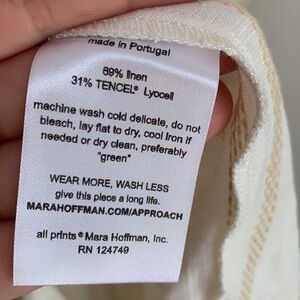 made in Portugal
69% linen
31% TENCEL® Lyocell
machine wash cold delicate, do not
bleach, lay flat to dry, cool iron if
needed or dry clean, preferably
"green"
WEAR MORE, WASH LESS
give this piece a long life.
MARAHOFFMAN.COM/APPROACH
all prints ® Mara Hoffman, Inc.
RN 124749